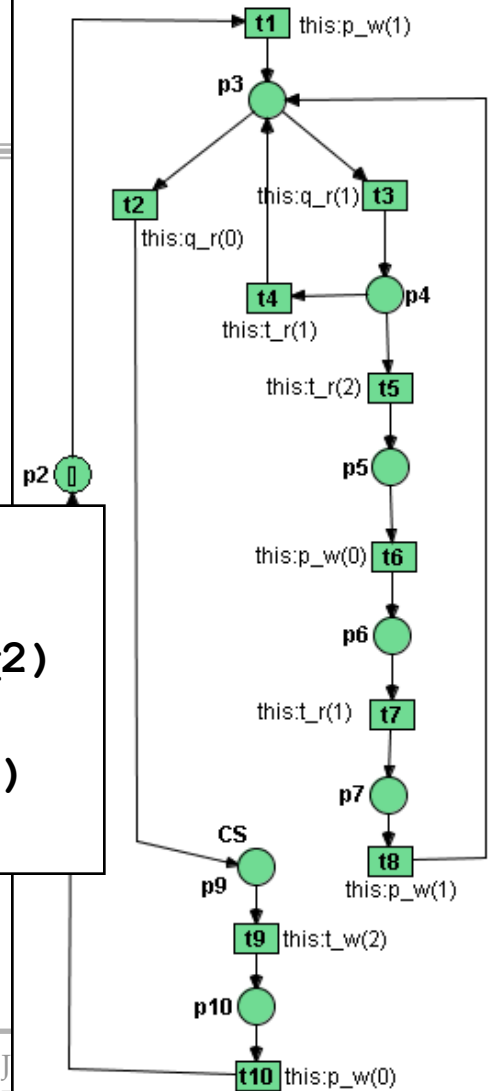 t1 this:p_w(1)
p3
t2 this:q_r(1) t3
this:q_r(0)
t4 p4
this:t_r(1)
this:t_r(2) t5
p2 [] p5
this:p_w(0) t6
2)
p6
this:t_r(1) t7
)
p7
CS
t8
p9 this:p_w(1)
t9 this:t_w(2)
p10
J
t10 this:p_w(0)